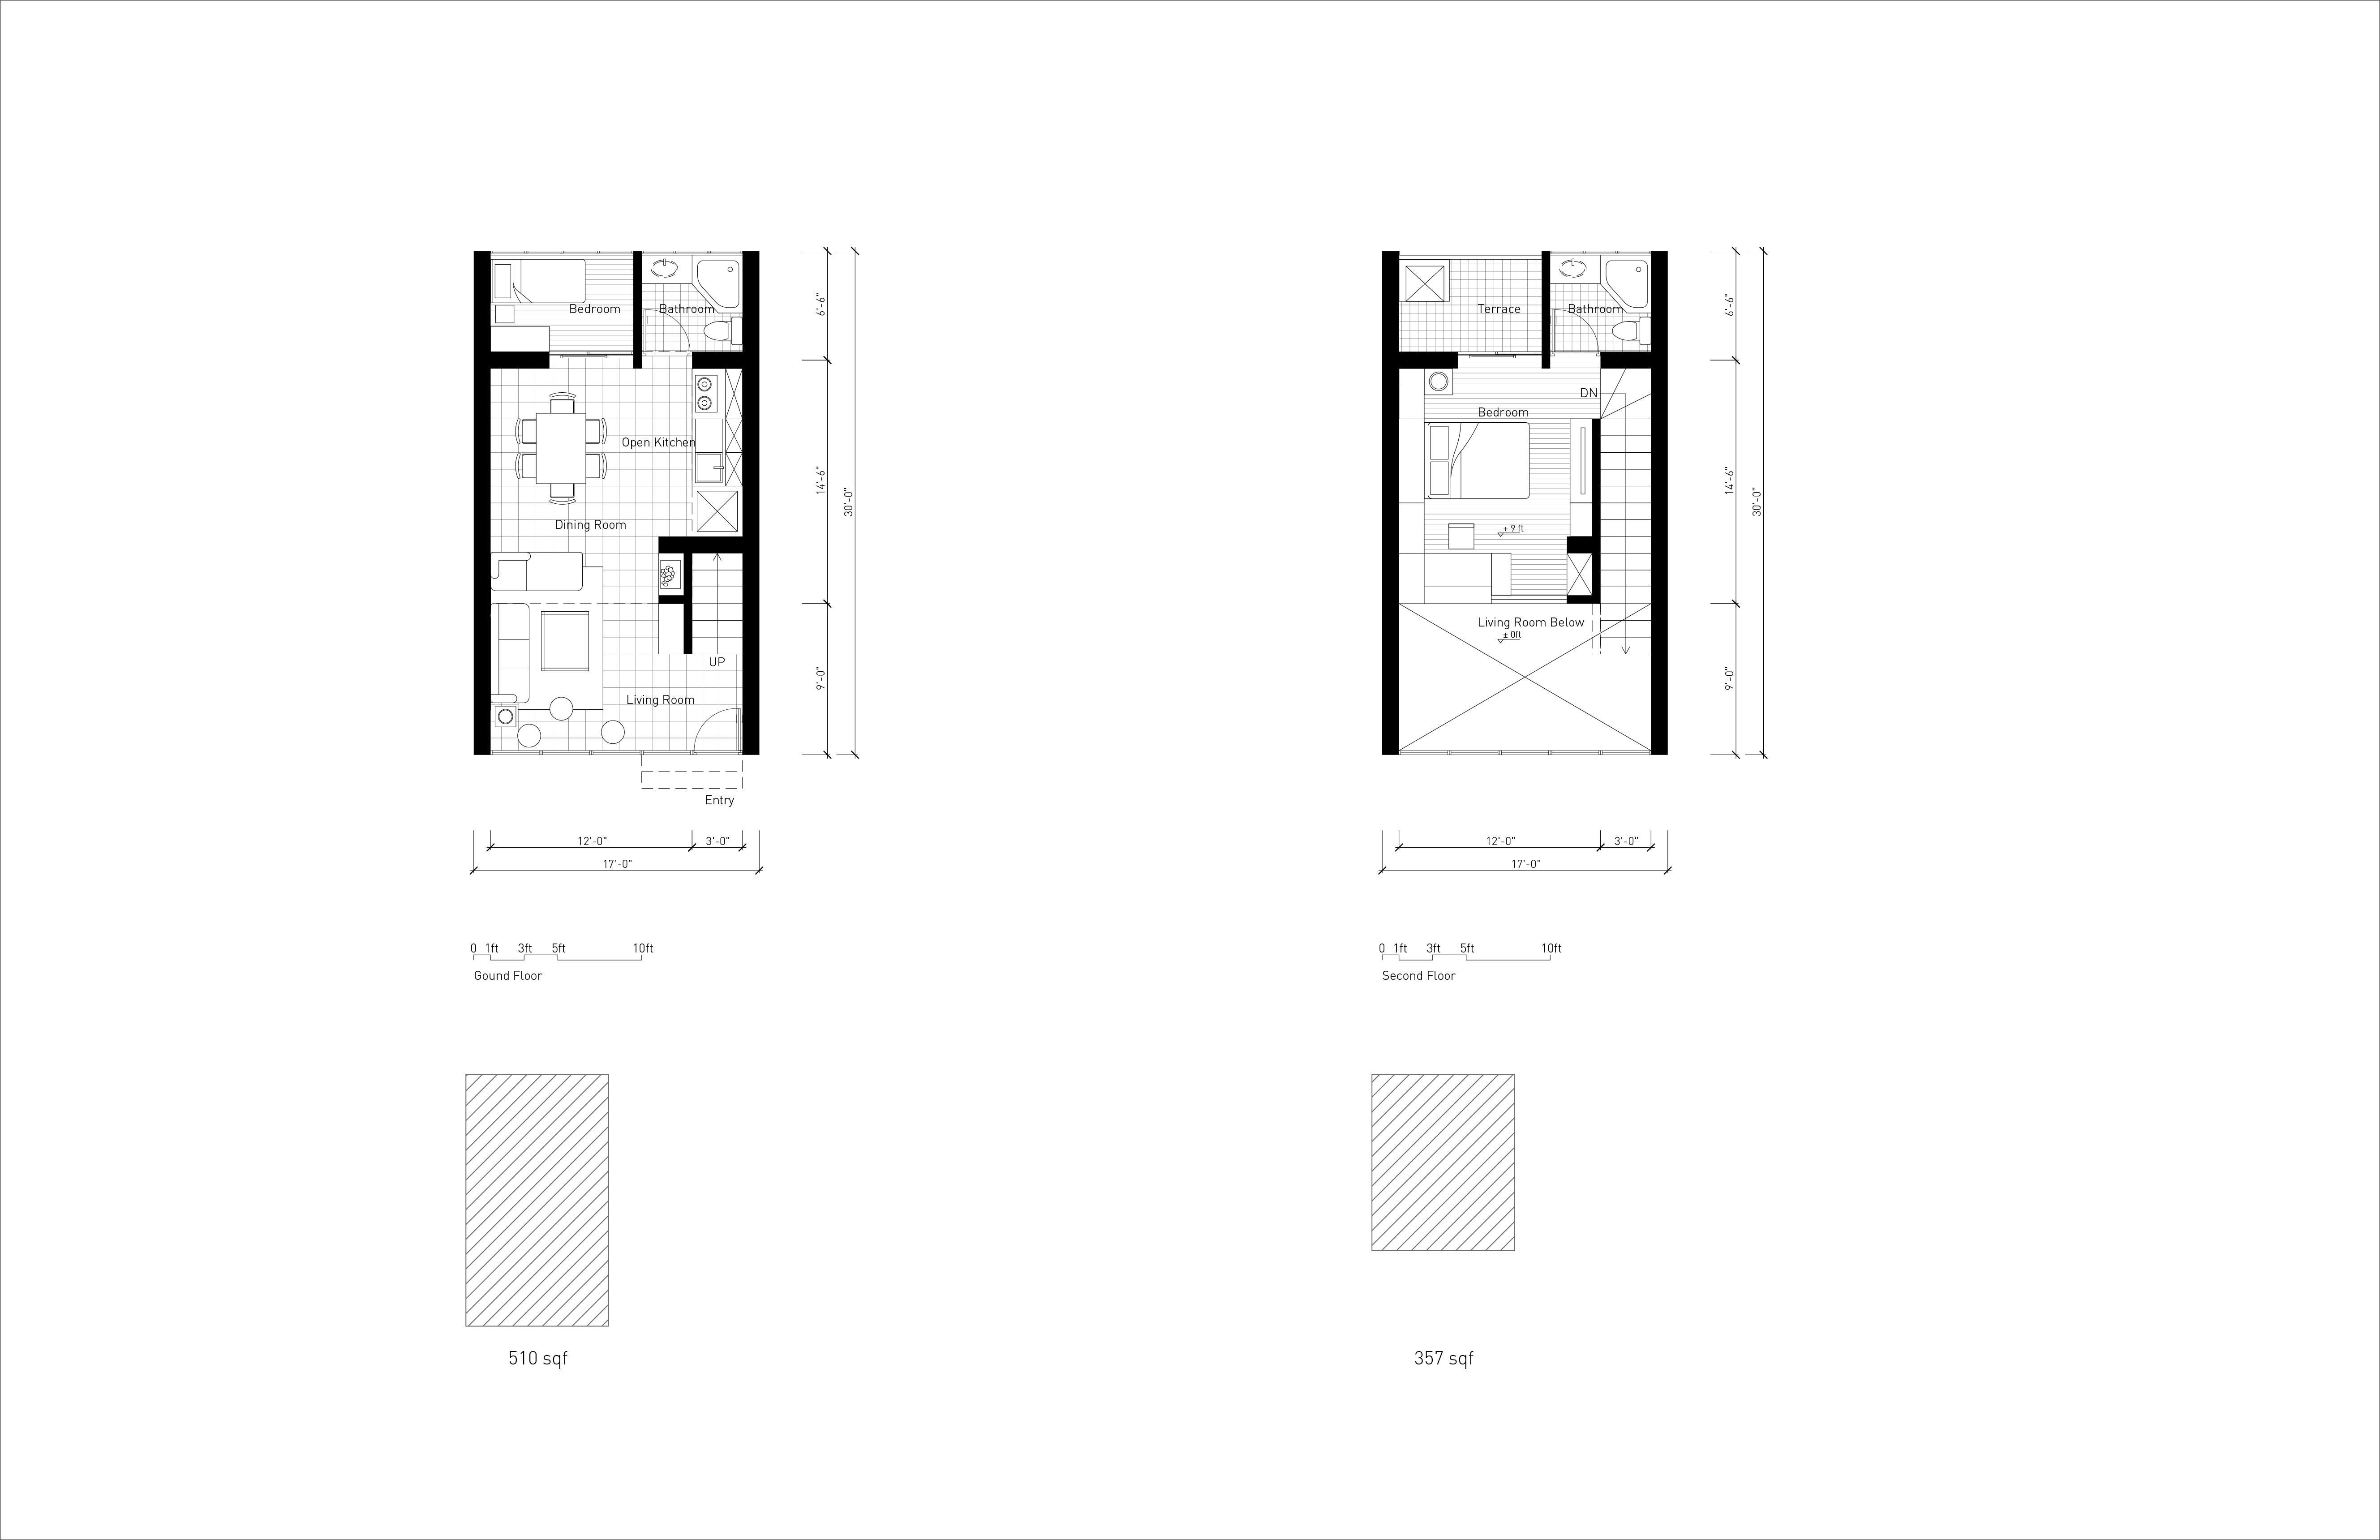 Bedroom
Bathroom
6'-6"
Open Kitchen
14'-6"
30'-0"
Dining Room
UP
Living Room
9'-0"
Entry
12'-0"
3'-0"
17'-0"
0 1ft 3ft 5ft 10ft
Gound Floor
510 sqf
Terrace
Bathroom
6'-6"
DN
Bedroom
14'-6"
30'-0"
+ 9 ft
Living Room Below
± 0ft
9'-0"
12'-0"
3'-0"
17'-0"
0 1ft 3ft 5ft 10ft
Second Floor
357 sqf